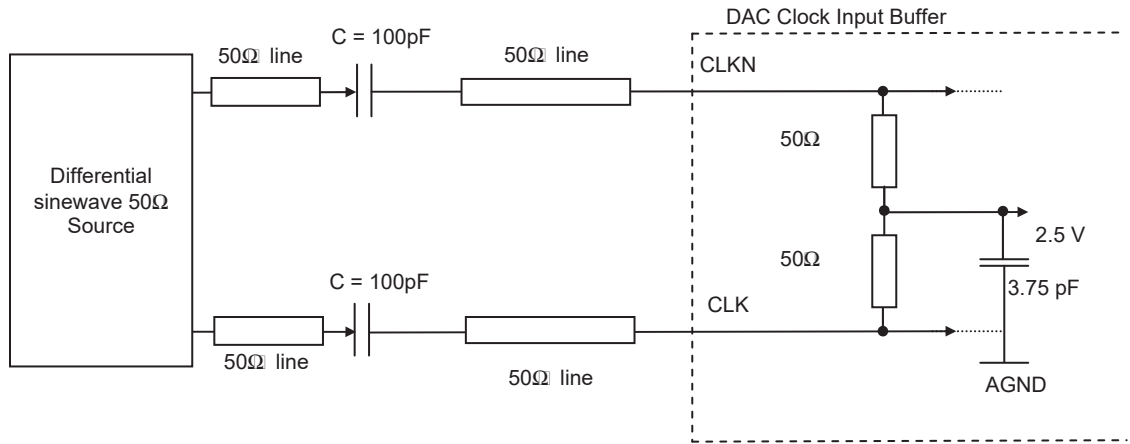 DAC Clock Input Buffer
C = 100pF
50Ω line
50Ω line
CLKN
50Ω
Differential
sinewave 50Ω
Source
2.5 V
50Ω
3.75 pF
C = 100pF
CLK
50Ω line
50Ω line
AGND